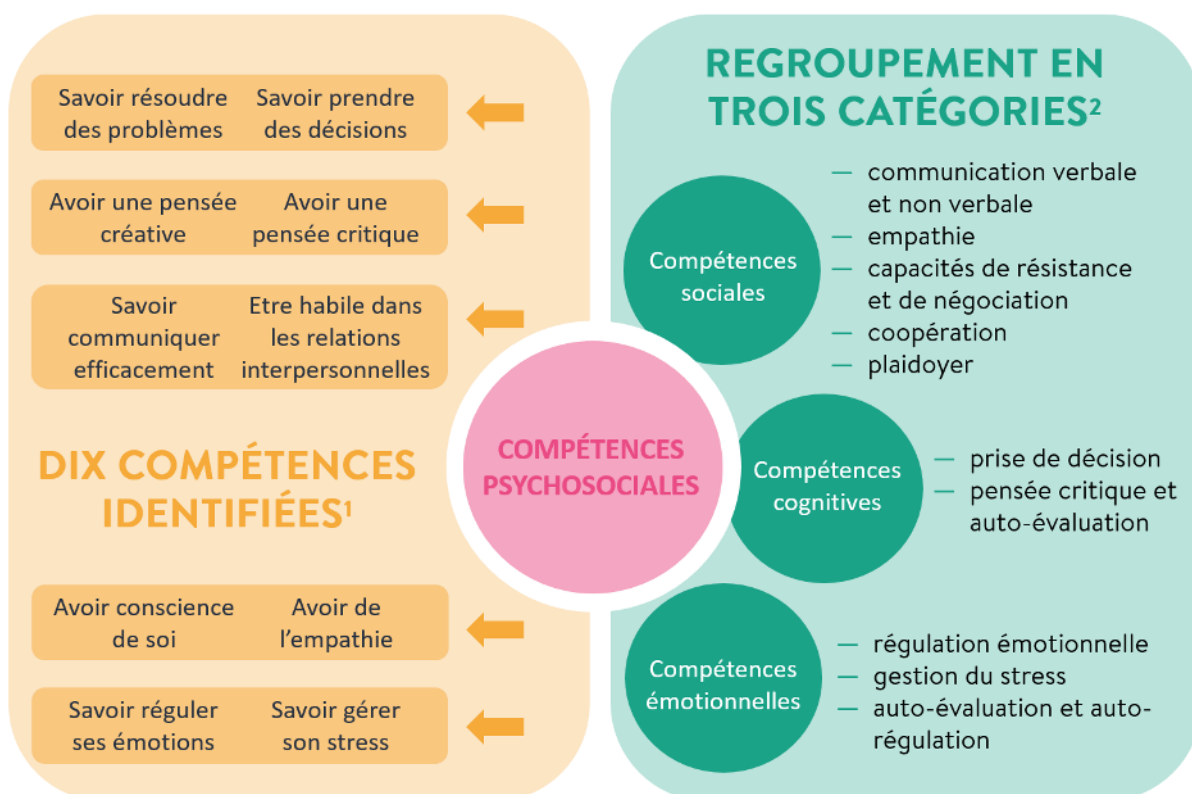 Savoir résoudre
des problèmes
Savoir prendre
des décisions
Avoir une pensée
créative
Avoir une
pensée critique
Savoir
communiquer
efficacement
Etre habile dans
les relations
interpersonnelles
DIX COMPÉTENCES
IDENTIFIÉES¹
Avoir conscience
de soi
Avoir de
l’empathie
Savoir réguler
ses émotions
Savoir gérer
son stress
COMPÉTENCES
PSYCHOSOCIALES
REGROUPEMENT EN
TROIS CATÉGORIES²
Compétences
sociales
— communication verbale
et non verbale
— empathie
— capacités de résistance
et de négociation
— coopération
— plaidoyer
Compétences
cognitives
— prise de décision
— pensée critique et
auto-évaluation
Compétences
émotionnelles
— régulation émotionnelle
— gestion du stress
— auto-évaluation et auto-
régulation